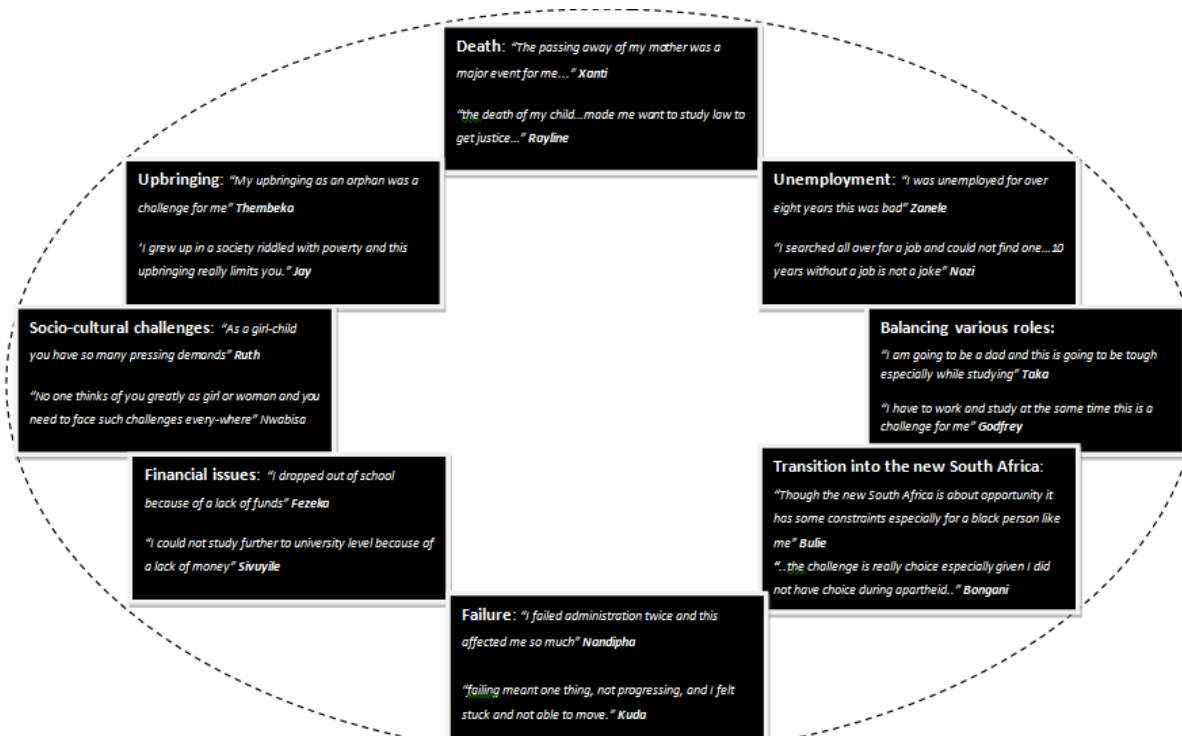 Death: “The passing away of my mother was a
major event for me...” Xanti
“the death of my child...made me want to study law to
get justice...” Rayline
Upbringing: “My upbringing as an orphan was a
challenge for me” Thembeka
‘I grew up in a society riddled with poverty and this
upbringing really limits you.” Jay
Unemployment: “I was unemployed for over
eight years this was bad” Zanele
“I searched all over for a job and could not find one...10
years without a job is not a joke” Nozi
Socio-cultural challenges: “As a girl-child
you have so many pressing demands” Ruth
“No one thinks of you greatly as girl or woman and you
need to face such challenges every-where” Nwabisa
Balancing various roles:
“I am going to be a dad and this is going to be tough
especially while studying” Taka
“I have to work and study at the same time this is a
challenge for me” Godfrey
Financial issues: “I dropped out of school
because of a lack of funds” Fezeka
“I could not study further to university level because of
a lack of money” Sivuyile
Transition into the new South Africa:
“Though the new South Africa is about opportunity it
has some constraints especially for a black person like
me” Bulie
“..the challenge is really choice especially given I did
not have choice during apartheid..” Bongani
Failure: “I failed administration twice and this
affected me so much” Nandipha
“failing meant one thing, not progressing, and I felt
stuck and not able to move.” Kuda